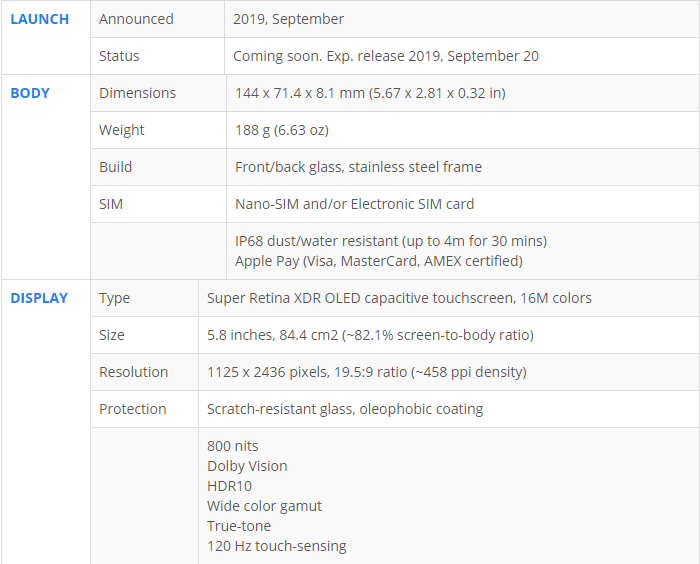 LAUNCH Announced 2019, September
Status Coming soon. Exp. release 2019, September 20
BODY Dimensions 144 x 71.4 x 8.1 mm (5.67 x 2.81 x 0.32 in)
Weight 188 g (6.63 oz)
Build Front/back glass, stainless steel frame
SIM Nano-SIM and/or Electronic SIM card
IP68 dust/water resistant (up to 4m for 30 mins)
Apple Pay (Visa, MasterCard, AMEX certified)
DISPLAY Type Super Retina XDR OLED capacitive touchscreen, 16M colors
Size 5.8 inches, 84.4 cm2 (~82.1% screen-to-body ratio)
Resolution 1125 x 2436 pixels, 19.5:9 ratio (~458 ppi density)
Protection Scratch-resistant glass, oleophobic coating
800 nits
Dolby Vision
HDR10
Wide color gamut
True-tone
120 Hz touch-sensing